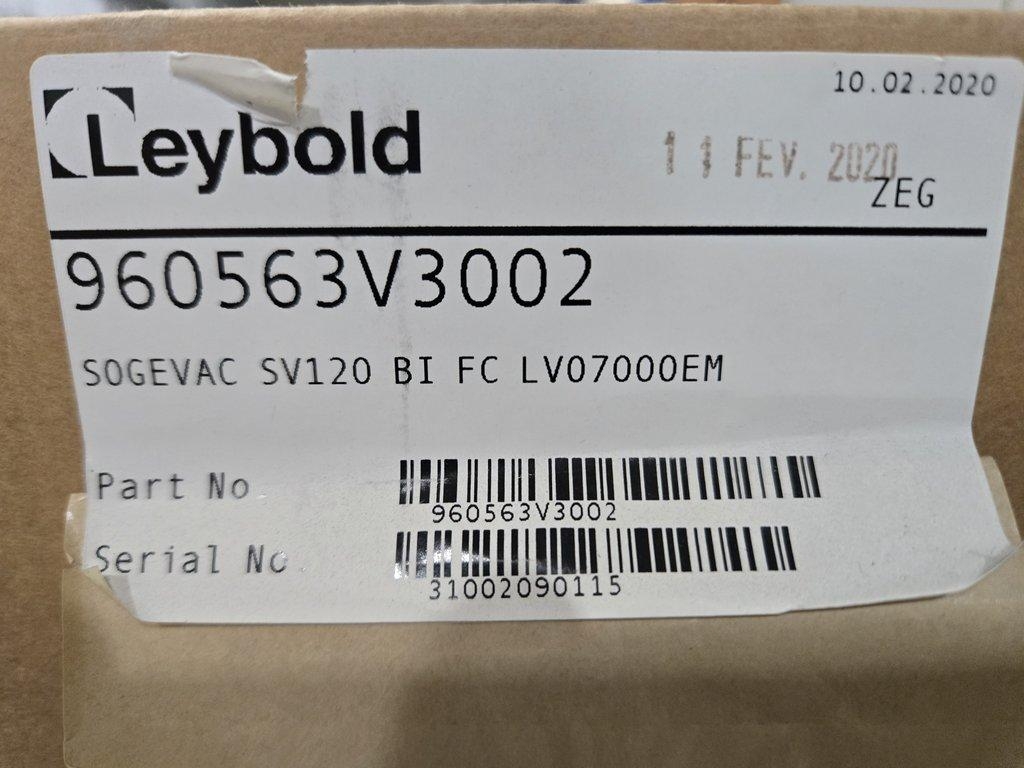 Leybold
10.02.2020
11 FEV. 2020
ZEG
960563V3002
SOGEVAC SV120 BI FC LV07000EM
Part No
960563V3002
Serial No
31002090115